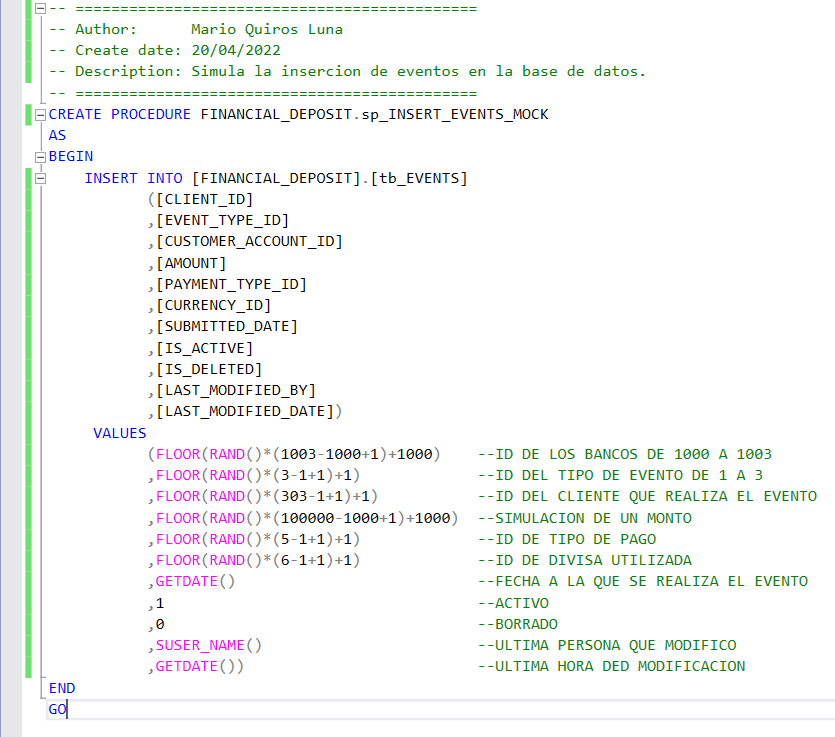 -- =============================================
-- Author:      Mario Quiros Luna
-- Create date: 20/04/2022
-- Description: Simula la insercion de eventos en la base de datos.
-- =============================================
CREATE PROCEDURE FINANCIAL_DEPOSIT.sp_INSERT_EVENTS_MOCK
AS
BEGIN
    INSERT INTO [FINANCIAL_DEPOSIT].[tb_EVENTS]
           ([CLIENT_ID]
           ,[EVENT_TYPE_ID]
           ,[CUSTOMER_ACCOUNT_ID]
           ,[AMOUNT]
           ,[PAYMENT_TYPE_ID]
           ,[CURRENCY_ID]
           ,[SUBMITTED_DATE]
           ,[IS_ACTIVE]
           ,[IS_DELETED]
           ,[LAST_MODIFIED_BY]
           ,[LAST_MODIFIED_DATE])
     VALUES
           (FLOOR(RAND()*(1003-1000+1)+1000)    --ID DE LOS BANCOS DE 1000 A 1003
           ,FLOOR(RAND()*(3-1+1)+1)             --ID DEL TIPO DE EVENTO DE 1 A 3
           ,FLOOR(RAND()*(303-1+1)+1)           --ID DEL CLIENTE QUE REALIZA EL EVENTO
           ,FLOOR(RAND()*(100000-1000+1)+1000)  --SIMULACION DE UN MONTO
           ,FLOOR(RAND()*(5-1+1)+1)             --ID DE TIPO DE PAGO
           ,FLOOR(RAND()*(6-1+1)+1)             --ID DE DIVISA UTILIZADA
           ,GETDATE()                           --FECHA A LA QUE SE REALIZA EL EVENTO
           ,1                                   --ACTIVO
           ,0                                   --BORRADO
           ,SUSER_NAME()                        --ULTIMA PERSONA QUE MODIFICO
           ,GETDATE())                          --ULTIMA HORA DED MODIFICACION
END
GO